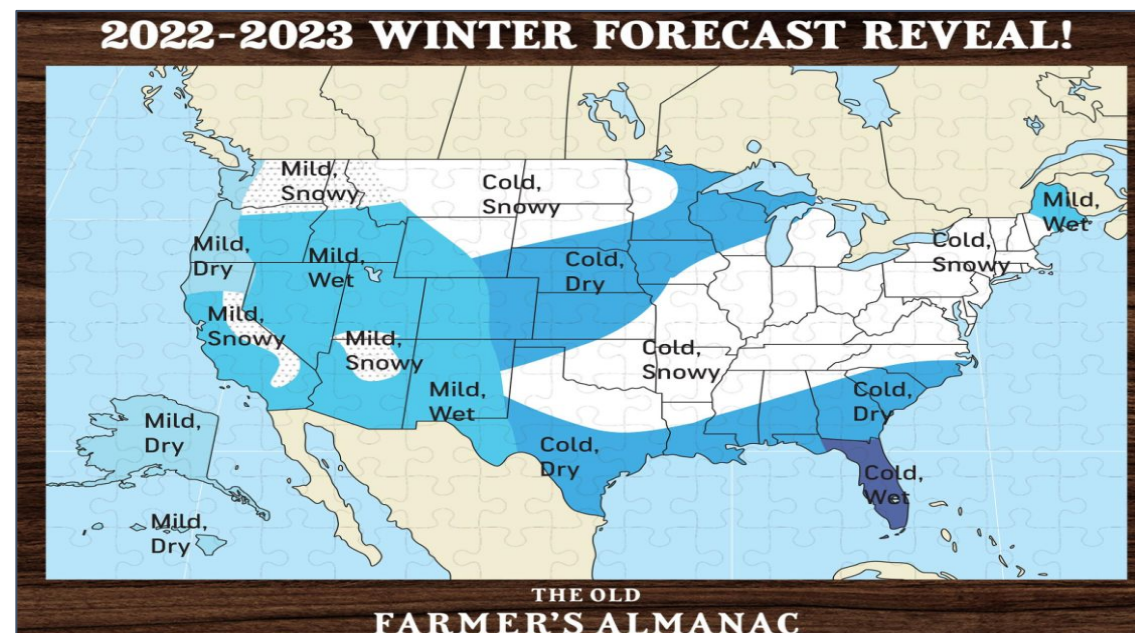 2022-2023 WINTER FORECAST REVEAL!
Mild,
Snowy
Cold,
Snowy
Mild,
Wet
Mild,
Dry
Mild,
Wet
Cold,
Dry
Cold,
Snowy
Mild,
Snowy
Mild,
Snowy
Cold,
Snowy
Mild,
Wet
Cold,
Dry
Mild,
Dry
Cold,
Dry
Cold,
Wet
Mild,
Dry
THE OLD
FARMER'S ALMANAC